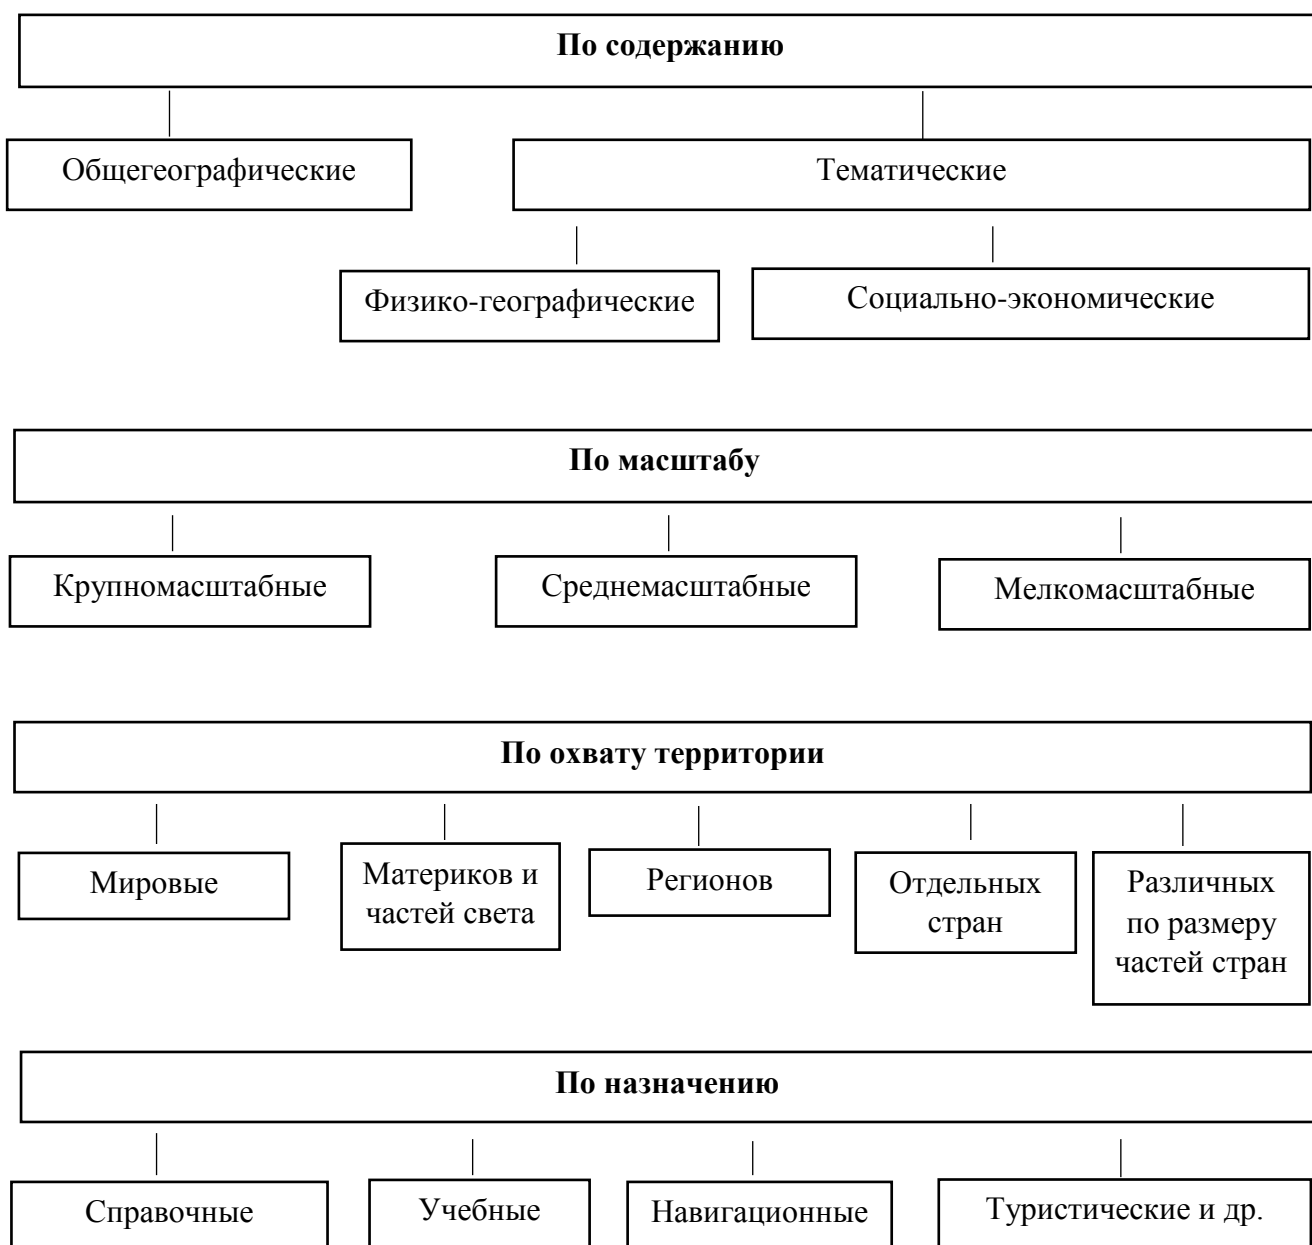 По содержанию
Общегеографические
Тематические
Физико-географические
Социально-экономические
По масштабу
Крупномасштабные
Среднемасштабные
Мелкомасштабные
По охвату территории
Мировые
Материков и
частей света
Регионов
Отдельных
стран
Различных
по размеру
частей стран
По назначению
Справочные
Учебные
Навигационные
Туристические и др.